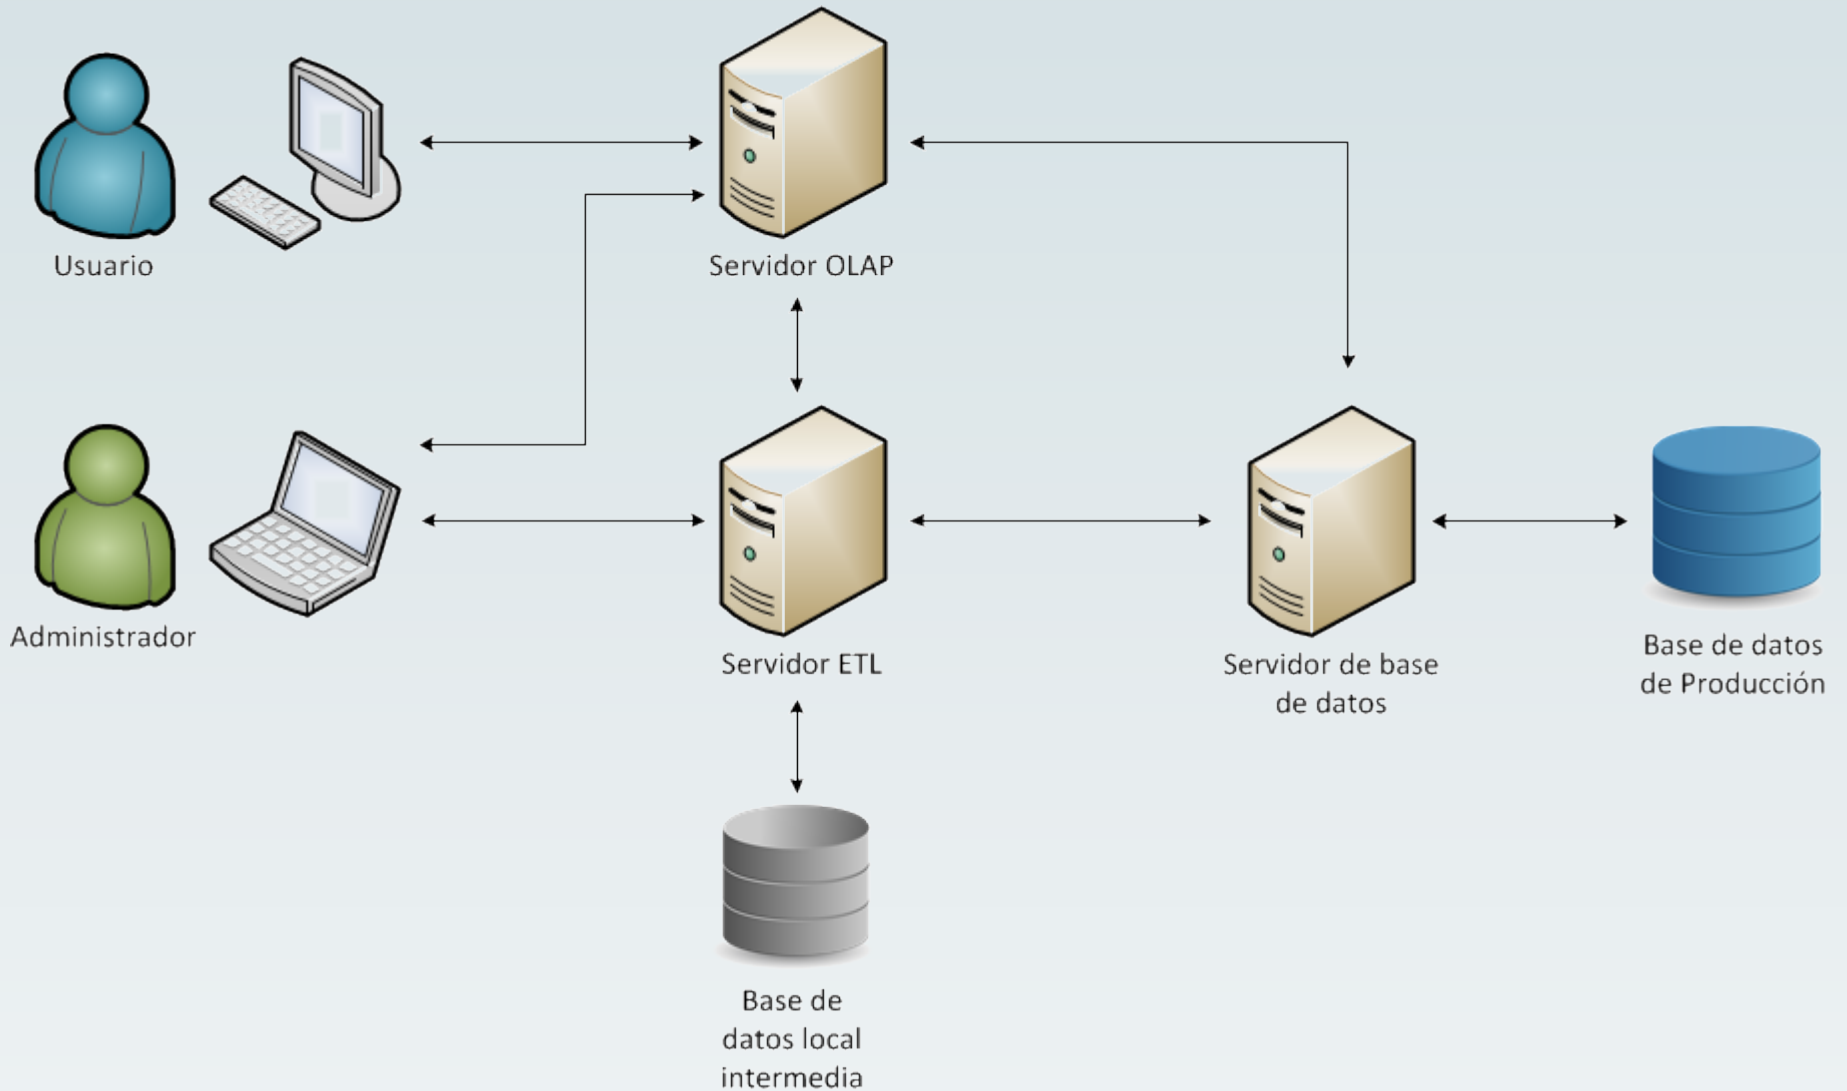 Usuario
Servidor OLAP
Administrador
Servidor ETL
Servidor de base
de datos
Base de datos
de Producción
Base de
datos local
intermedia